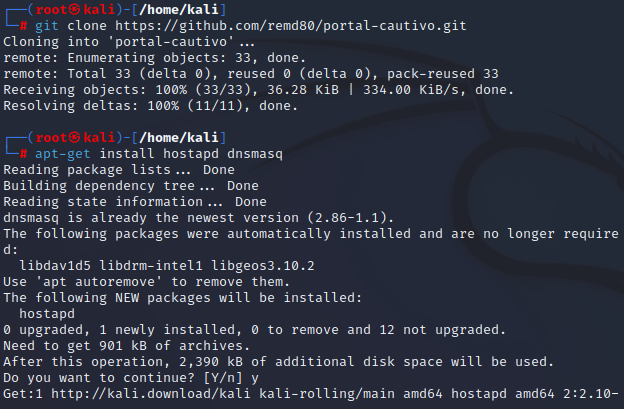 ┌──(root㉿kali)-[/home/kali]
└─# git clone https://github.com/remd80/portal-cautivo.git
Cloning into 'portal-cautivo'...
remote: Enumerating objects: 33, done.
remote: Total 33 (delta 0), reused 0 (delta 0), pack-reused 33
Receiving objects: 100% (33/33), 36.28 KiB | 334.00 KiB/s, done.
Resolving deltas: 100% (11/11), done.
┌──(root㉿kali)-[/home/kali]
└─# apt-get install hostapd dnsmasq
Reading package lists... Done
Building dependency tree... Done
Reading state information... Done
dnsmasq is already the newest version (2.86-1.1).
The following packages were automatically installed and are no longer require
d:
  libdav1d5 libdrm-intel1 libgeos3.10.2
Use 'apt autoremove' to remove them.
The following NEW packages will be installed:
  hostapd
0 upgraded, 1 newly installed, 0 to remove and 12 not upgraded.
Need to get 901 kB of archives.
After this operation, 2,390 kB of additional disk space will be used.
Do you want to continue? [Y/n] y
Get:1 http://kali.download/kali kali-rolling/main amd64 hostapd amd64 2:2.10-